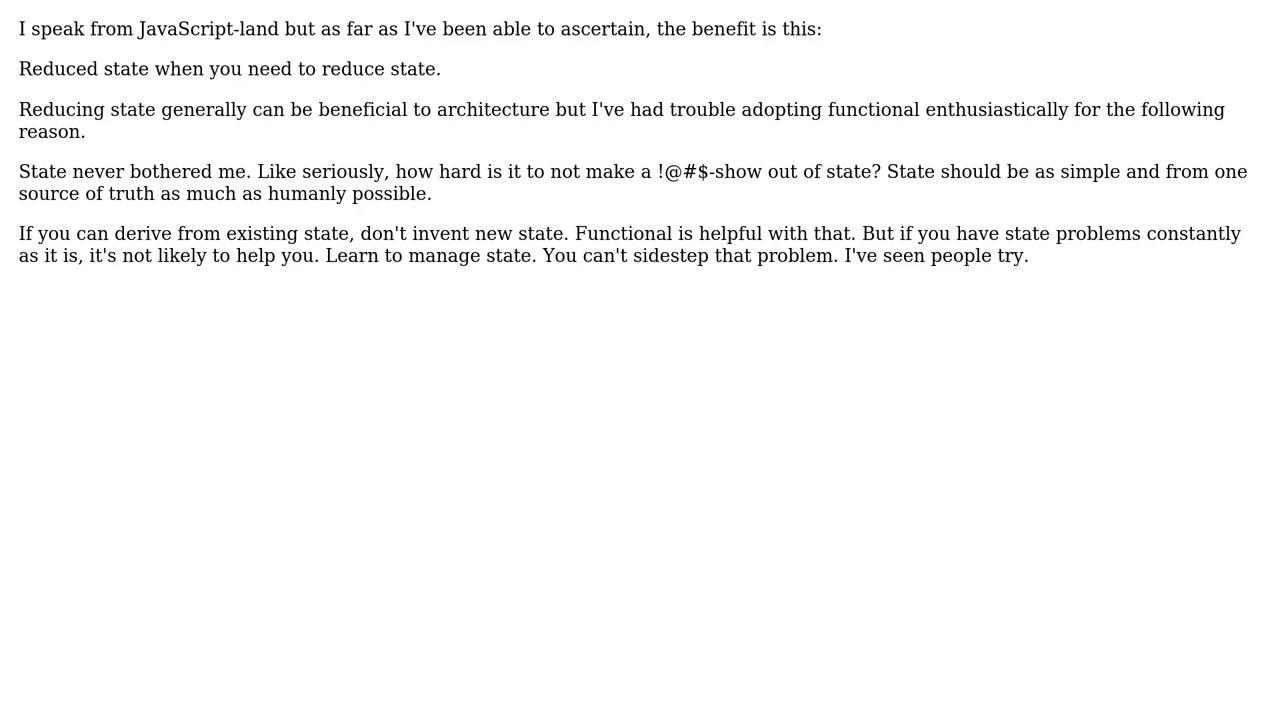 I speak from JavaScript-land but as far as I've been able to ascertain, the benefit is this:
Reduced state when you need to reduce state.
Reducing state generally can be beneficial to architecture but I've had trouble adopting functional enthusiastically for the following
reason.
State never bothered me. Like seriously, how hard is it to not make a !@#$-show out of state? State should be as simple and from one
source of truth as much as humanly possible.
If you can derive from existing state, don't invent new state. Functional is helpful with that. But if you have state problems constantly
as it is, it's not likely to help you. Learn to manage state. You can't sidestep that problem. I've seen people try.